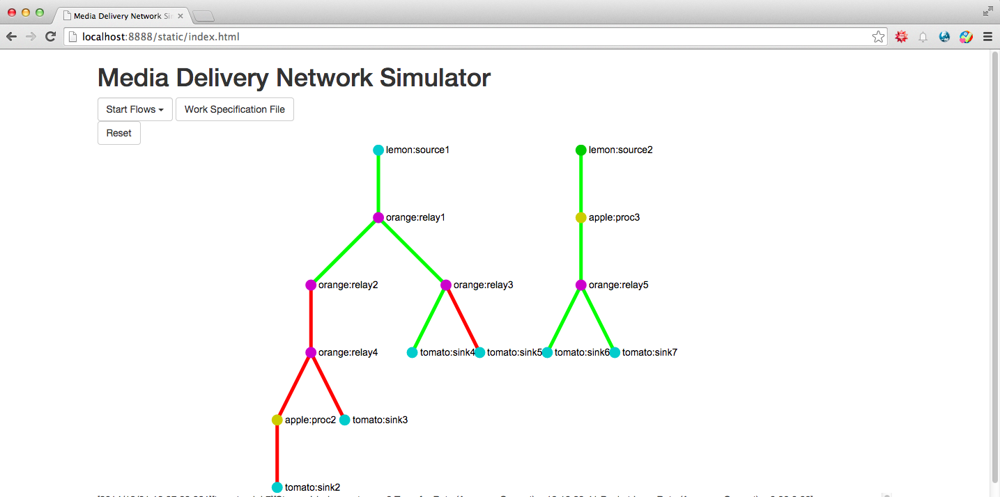 Media Delivery Network Si
localhost:8888/static/index.html
Media Delivery Network Simulator
Start Flows
Work Specification File
Reset
lemon:source1
lemon:source2
orange:relay1
apple:proc3
orange:relay2
orange:relay3
orange:relay5
orange:relay4
tomato:sink4
tomato:sink5
tomato:sink6
tomato:sink7
apple:proc2
tomato:sink3
tomato:sink2